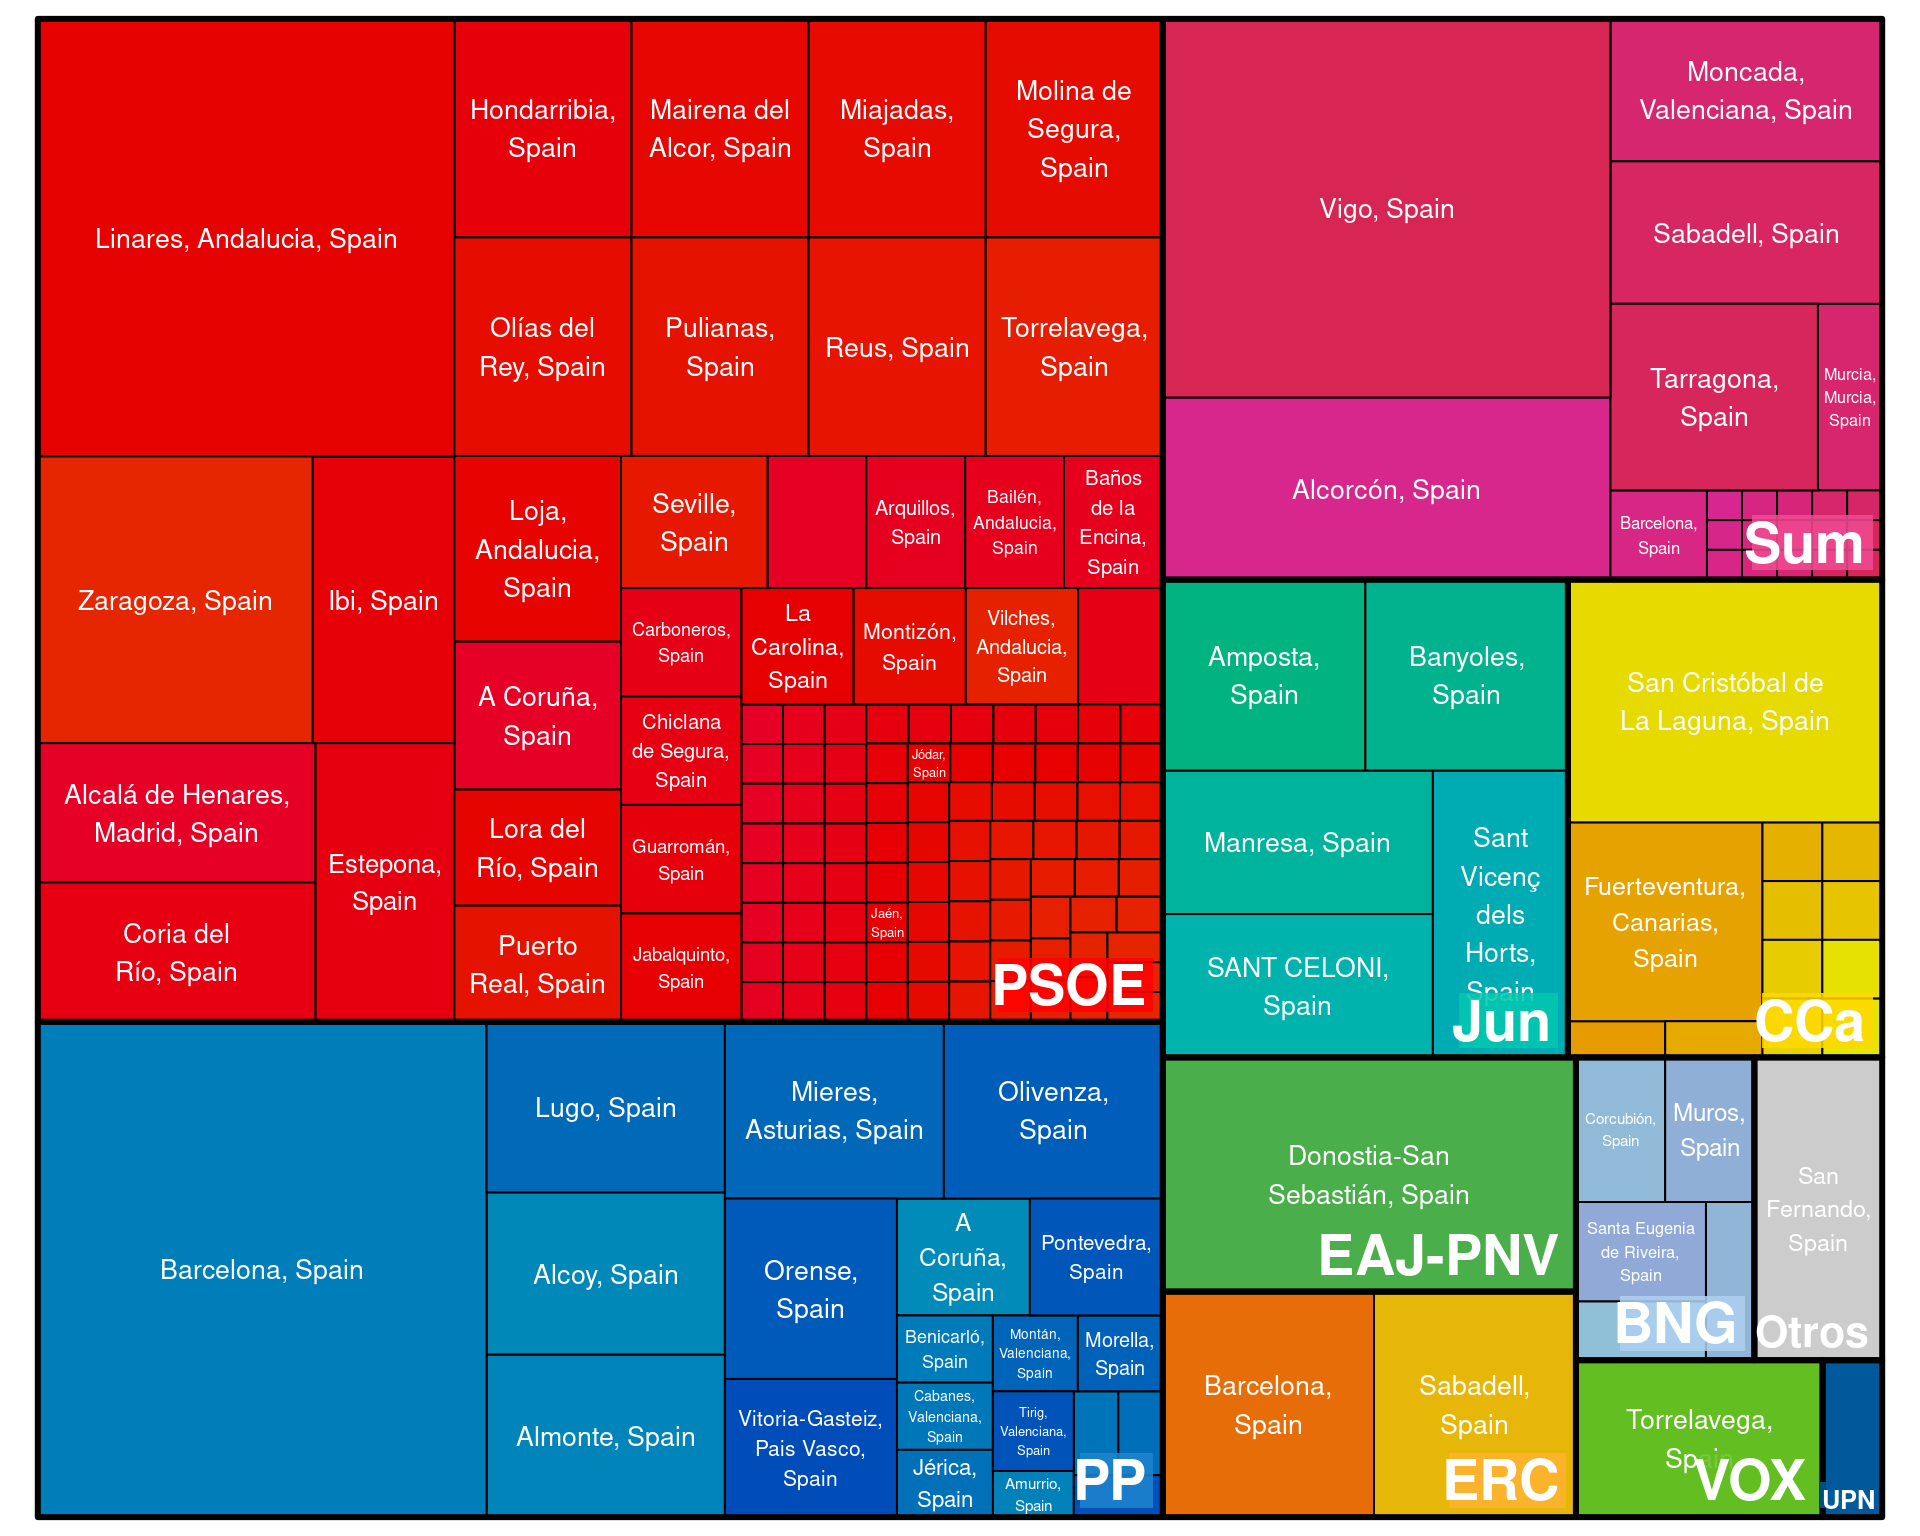 Linares, Andalucia, Spain
Hondarribia,
Spain
Mairena del
Alcor, Spain
Miajadas,
Spain
Molina de
Segura,
Spain
Olías del
Rey, Spain
Pulianas,
Spain
Reus, Spain
Torrelavega,
Spain
Zaragoza, Spain
Ibi, Spain
Alcalá de Henares,
Madrid, Spain
Coria del
Río, Spain
Estepona,
Spain
Loja,
Andalucia,
Spain
A Coruña,
Spain
Lora del
Río, Spain
Puerto
Real, Spain
Seville,
Spain
Arquillos,
Spain
Bailén,
Andalucia,
Spain
Baños
de la
Encina,
Spain
Carboneros,
Spain
La
Carolina,
Spain
Montizón,
Spain
Vilches,
Andalucia,
Spain
Chiclana
de Segura,
Spain
Guarromán,
Spain
Jabalquinto,
Spain
Jódar,
Spain
Jaén,
Spain
PSOE
Barcelona, Spain
Lugo, Spain
Alcoy, Spain
Almonte, Spain
Mieres,
Asturias, Spain
Olivenza,
Spain
Orense,
Spain
Vitoria-Gasteiz,
Pais Vasco,
Spain
A
Coruña,
Spain
Pontevedra,
Spain
Benicarló,
Spain
Cabanes,
Valenciana,
Spain
Jérica,
Spain
Montán,
Valenciana,
Spain
Morella,
Spain
Tirig,
Valenciana,
Spain
Amurrio,
Spain
PP
Vigo, Spain
Alcorcón, Spain
Moncada,
Valenciana, Spain
Sabadell, Spain
Tarragona,
Spain
Murcia,
Murcia,
Spain
Barcelona,
Spain
Sum
Amposta,
Spain
Banyoles,
Spain
Manresa, Spain
SANT CELONI,
Spain
Sant
Vicenç
dels
Horts,
Spain
Jun
San Cristóbal de
La Laguna, Spain
Fuerteventura,
Canarias,
Spain
CCa
Donostia-San
Sebastián, Spain
EAJ-PNV
Barcelona,
Spain
Sabadell,
Spain
ERC
Corcubión,
Spain
Muros,
Spain
Santa Eugenia
de Riveira,
Spain
BNG
San
Fernando,
Spain
Otros
Torrelavega,
Spain
VOX
UPN